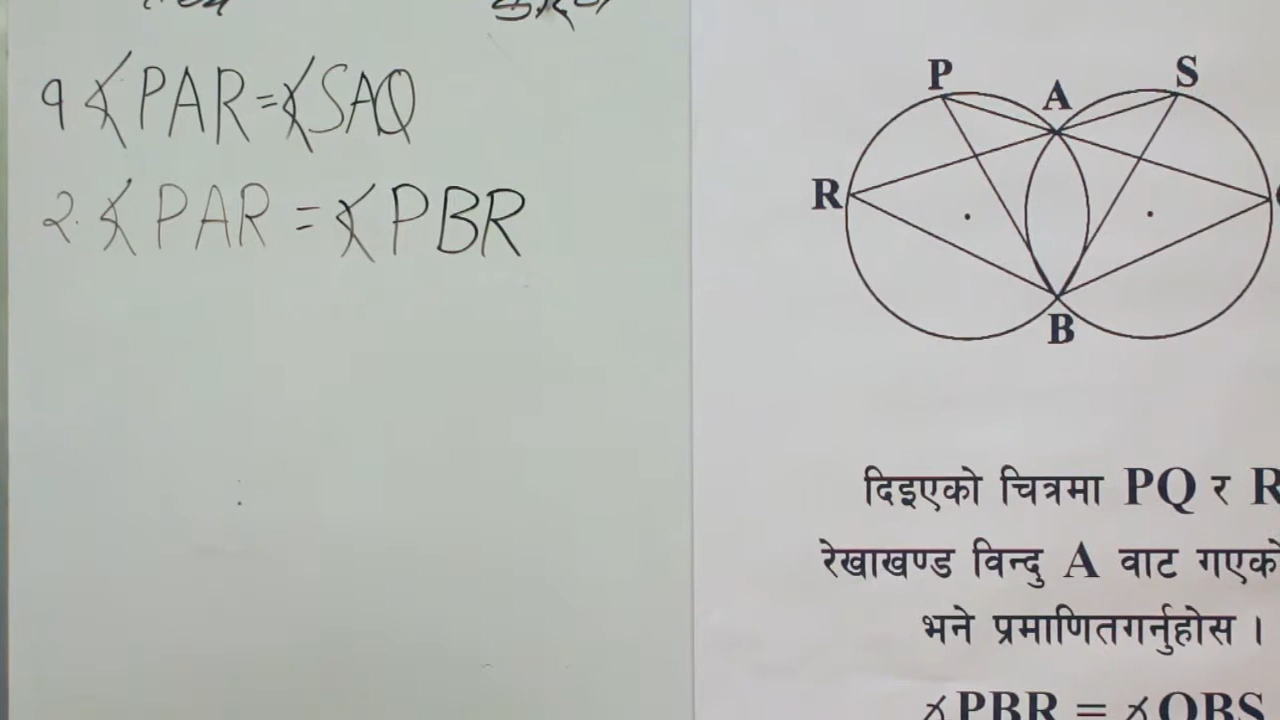 १ ∡PAR=∡SAQ
२. ∡PAR = ∡PBR
P
A
S
R
B
दिइएको चित्रमा PQ र R
रेखाखण्ड विन्दु A वाट गएको
भने प्रमाणितगर्नुहोस ।
∡PBR = ∡QBS